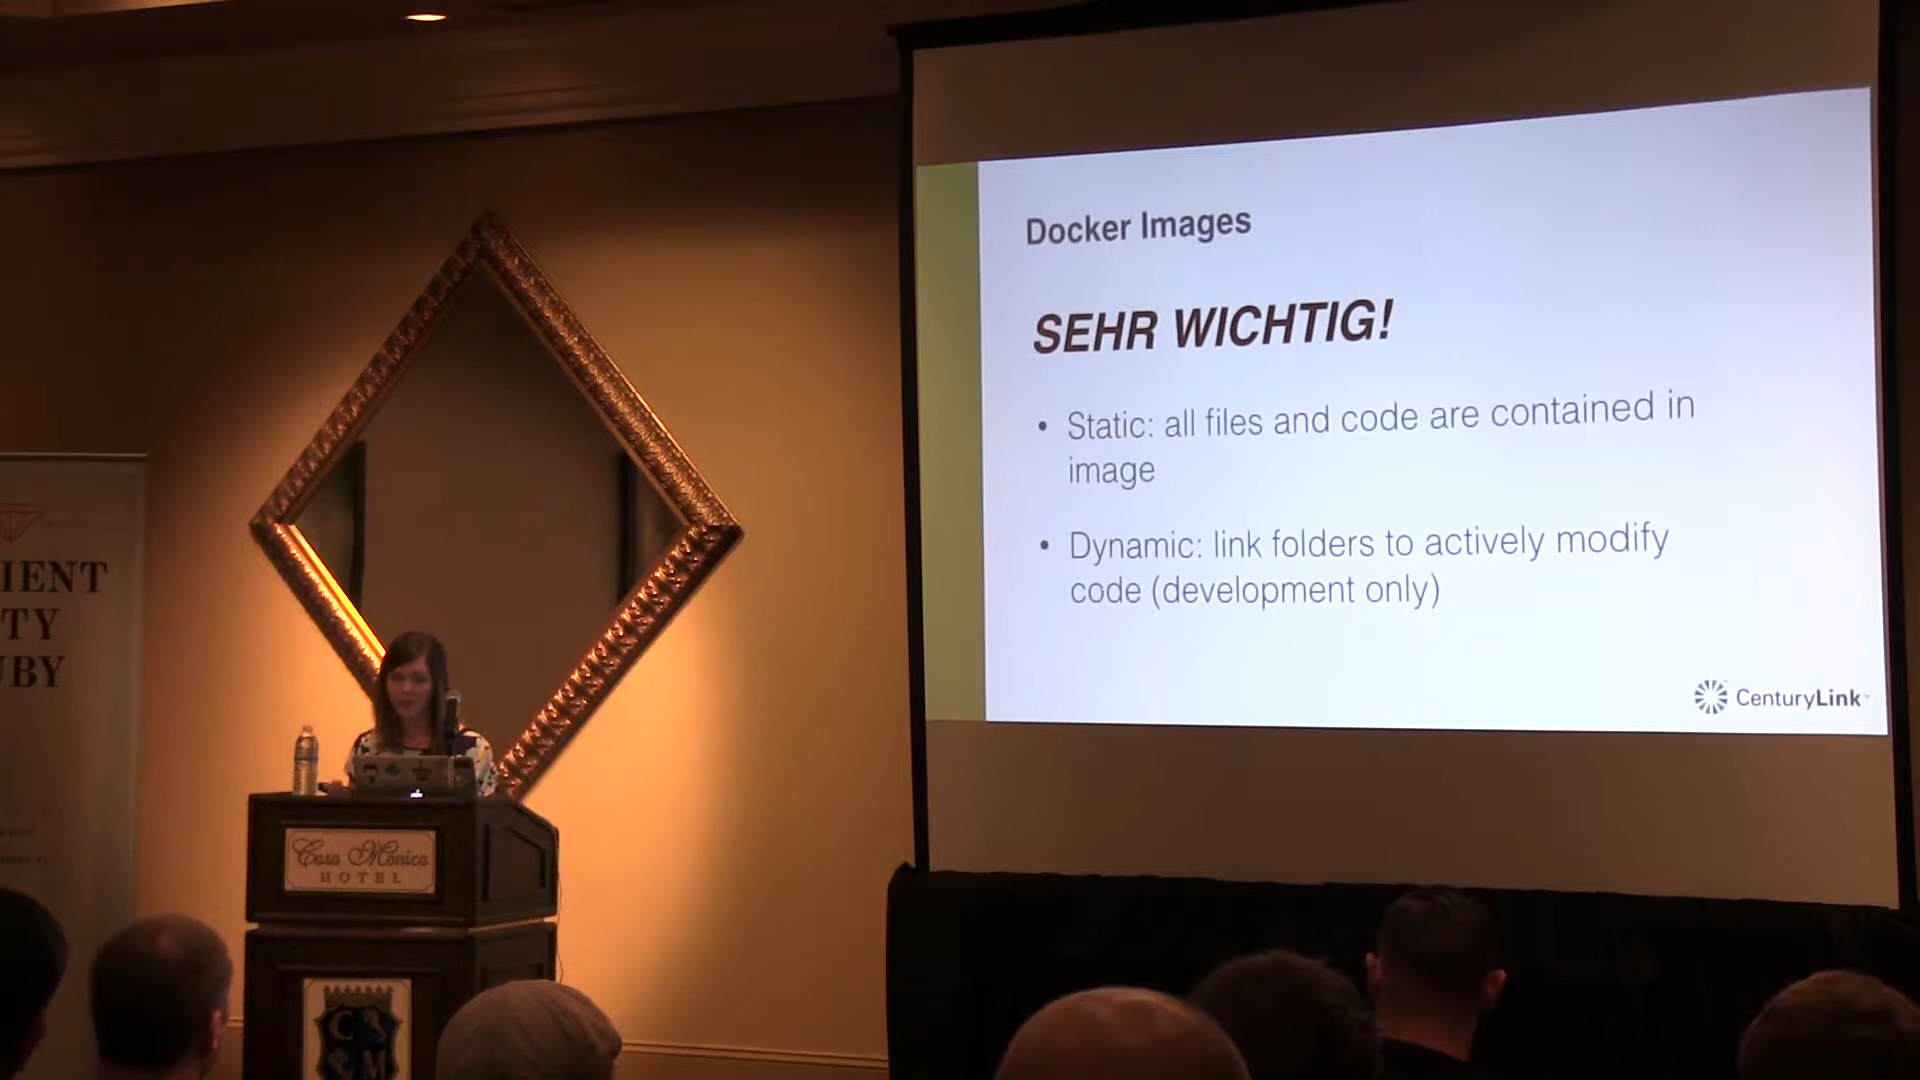 Docker Images
SEHR WICHTIG!
• Static: all files and code are contained in
image
• Dynamic: link folders to actively modify
code (development only)
CenturyLink
IENT
TY
UBY
Casa Monica
HOTEL
C A
M